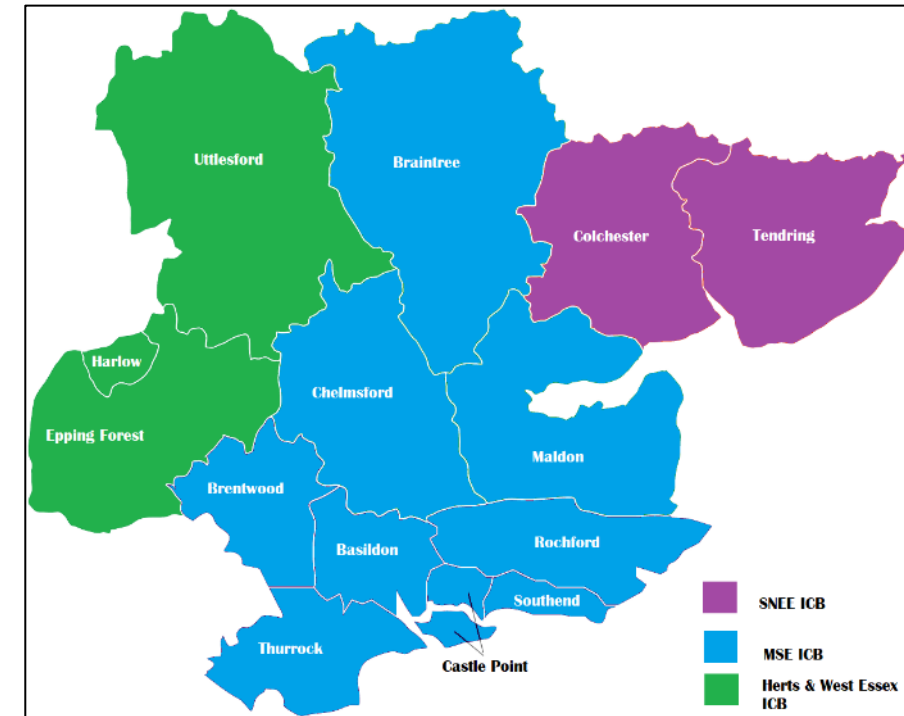 Uttlesford
Braintree
Colchester
Tendring
Harlow
Chelmsford
Epping Forest
Maldon
Brentwood
Basildon
Rochford
Southend
SNEE ICB
Thurrock
Castle Point
MSE ICB
Herts & West Essex
ICB